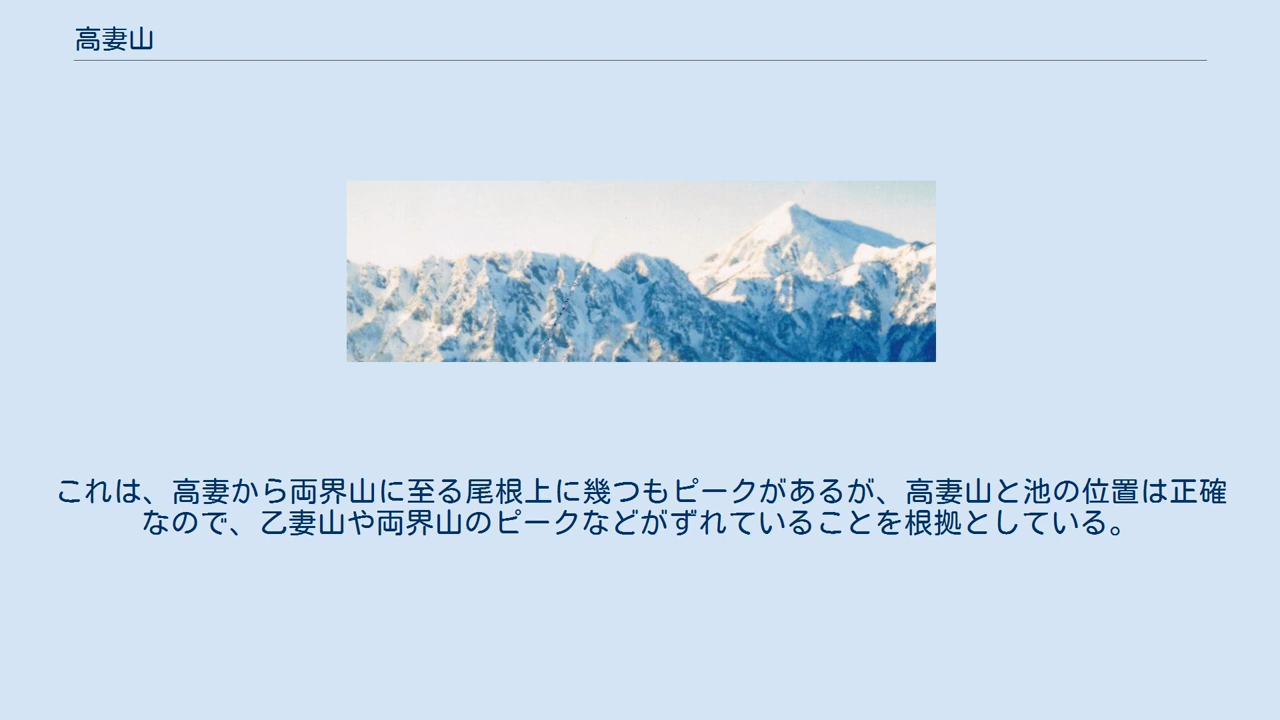 高妻山
これは、高妻から両界山に至る尾根上に幾つもピークがあるが、高妻山と池の位置は正確
なので、乙妻山や両界山のピークなどがずれていることを根拠としている。